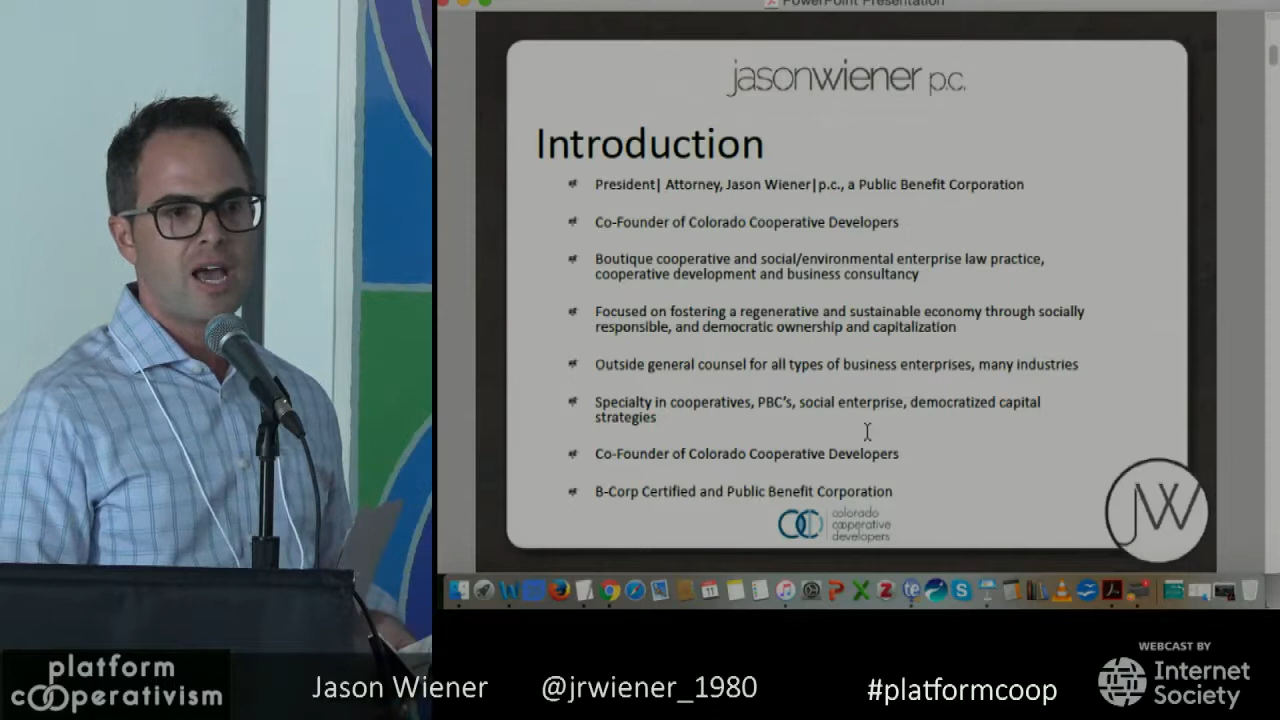 PowerPoint Presentation
jasonwiener p.c.
Introduction
President| Attorney, Jason Wiener|p.c., a Public Benefit Corporation
Co-Founder of Colorado Cooperative Developers
Boutique cooperative and social/environmental enterprise law practice,
cooperative development and business consultancy
Focused on fostering a regenerative and sustainable economy through socially
responsible, and democratic ownership and capitalization
Outside general counsel for all types of business enterprises, many industries
Specialty in cooperatives, PBC's, social enterprise, democratized capital
strategies
Co-Founder of Colorado Cooperative Developers
B-Corp Certified and Public Benefit Corporation
colorado
cooperative
developers
JW
platform
cooperativism
Jason Wiener
@jrwiener_1980
#platformcoop
WEBCAST BY
Internet
Society